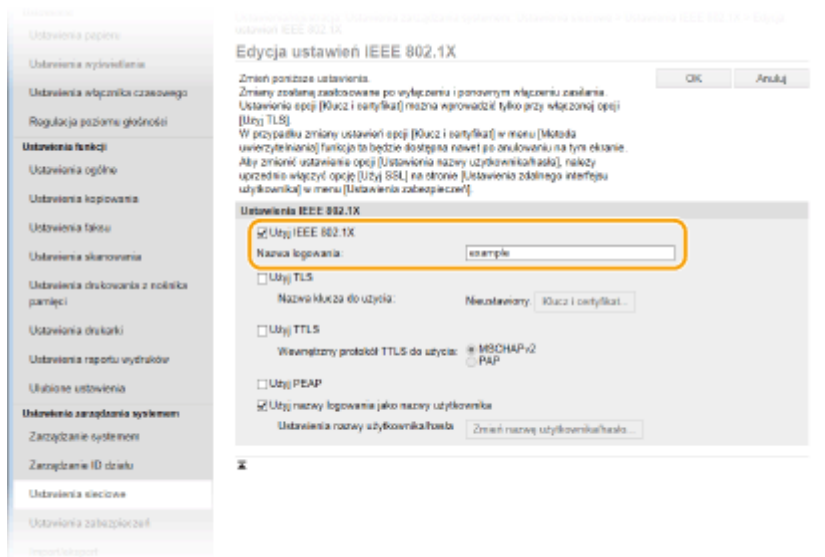 Ustawienia papieru
Ustawienia wyświetlania
Ustawienia włącznika czasowego
Regulacja poziomu głośności
Ustawienia funkcji
Ustawienia ogólne
Ustawienia kopiowania
Ustawienia faksu
Ustawienia skanowania
Ustawienia drukowania z nośnika
pamięci
Ustawienia drukarki
Ustawienia raportu wydruków
Ulubione ustawienia
Ustawienia zarządzania systemem
Zarządzanie systemem
Zarządzanie ID działu
Ustawienia sieciowe
Ustawienia zabezpieczeń
ustawień IEEE 802.1X
Edycja ustawień IEEE 802.1X
OK
Anuluj
Zmień poniższe ustawienia.
Zmiany zostaną zastosowane po wyłączeniu i ponownym włączeniu zasilania.
Ustawienie opcji [Klucz i certyfikat] można wprowadzić tylko przy włączonej opcji
[Użyj TLS].
W przypadku zmiany ustawień opcji [Klucz i certyfikat] w menu [Metoda
uwierzytelniania] funkcja ta będzie dostępna nawet po anulowaniu na tym ekranie.
Aby zmienić ustawienie opcji [Ustawienia nazwy użytkownika/hasła], należy
uprzednio włączyć opcję [Użyj SSL] na stronie [Ustawienia zdalnego interfejsu
użytkownika] w menu [Ustawienia zabezpieczeń].
Ustawienia IEEE 802.1X
Użyj IEEE 802.1X
Nazwa logowania:
example
Użyj TLS
Nazwa klucza do użycia:
Nieustawiony.
Klucz i certyfikat...
Użyj TTLS
Wewnętrzny protokół TTLS do użycia:
MSCHAPv2
PAP
Użyj PEAP
Użyj nazwy logowania jako nazwy użytkownika
Ustawienia nazwy użytkownika/hasła
Zmień nazwę użytkownika/hasło...